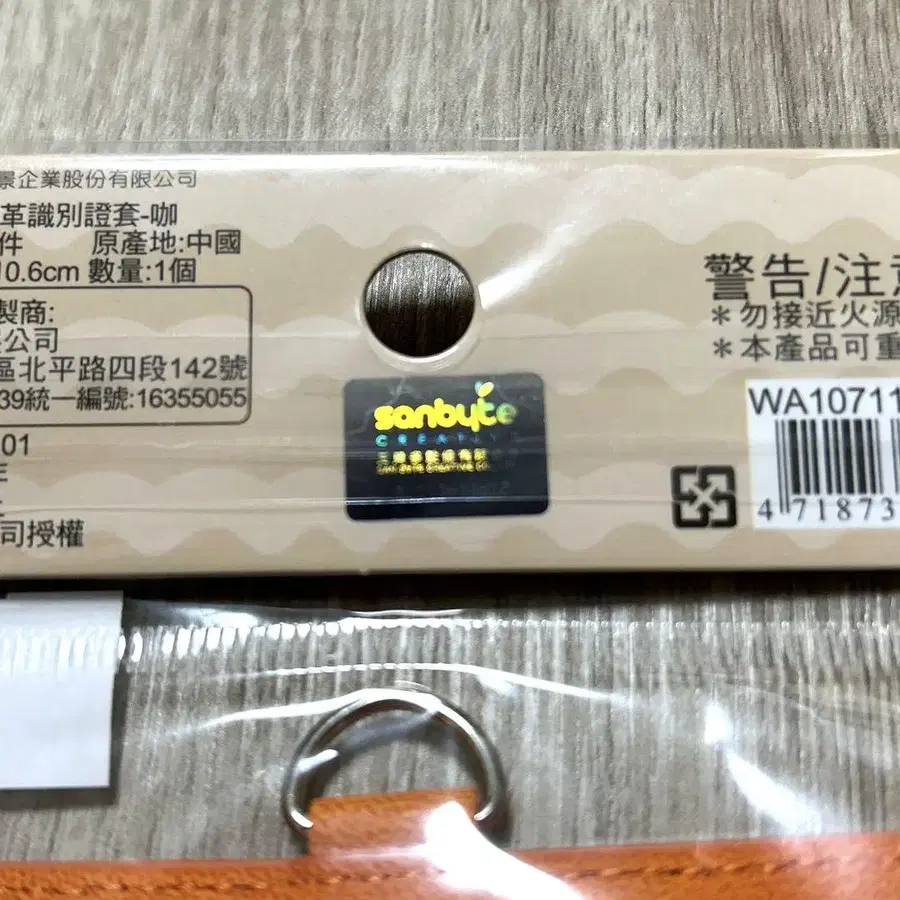 景企業股份有限公司
革識別證套-咖
件 原產地:中國
10.6cm 數量:1個
製商:
公司
區北平路四段142號
39統一編號:16355055
01
司授權
sanbyte
CREATIVE
警告/注意
*勿接近火源
*本產品可重
WA10711
4 71873